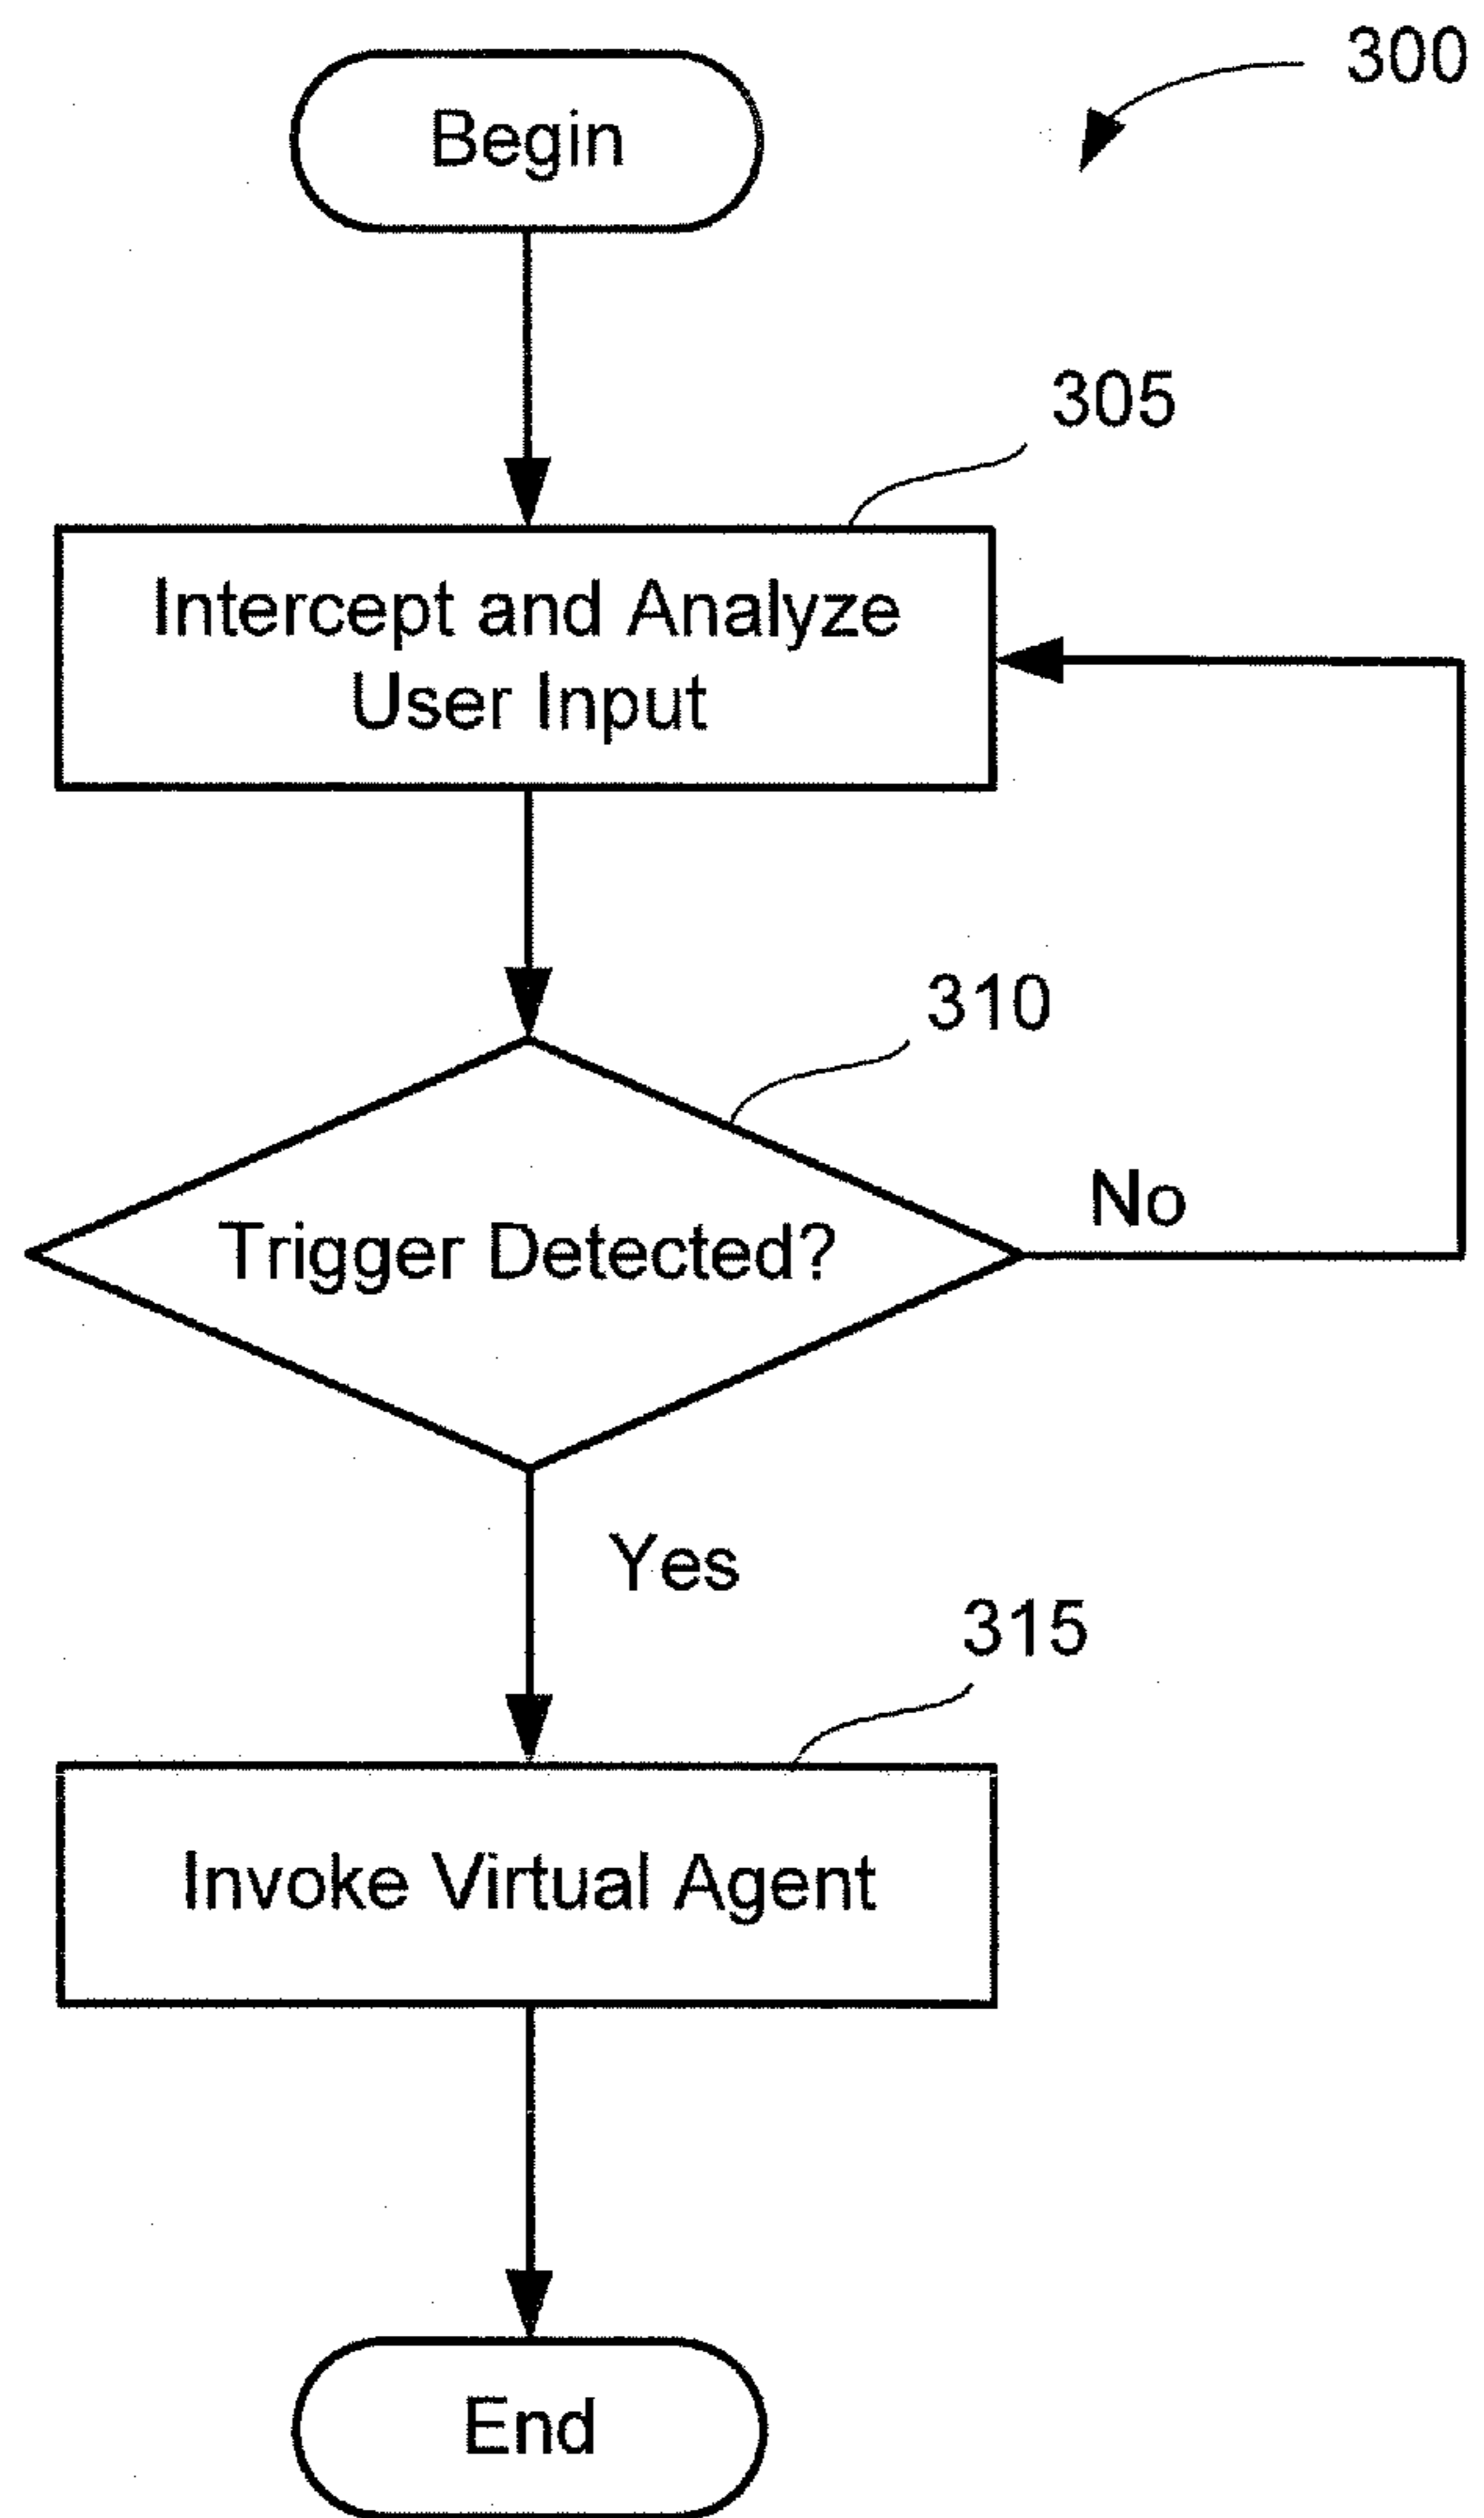 300
Begin
305
Intercept and Analyze
User Input
310
No
Trigger Detected?
Yes
315
Invoke Virtual Agent
End